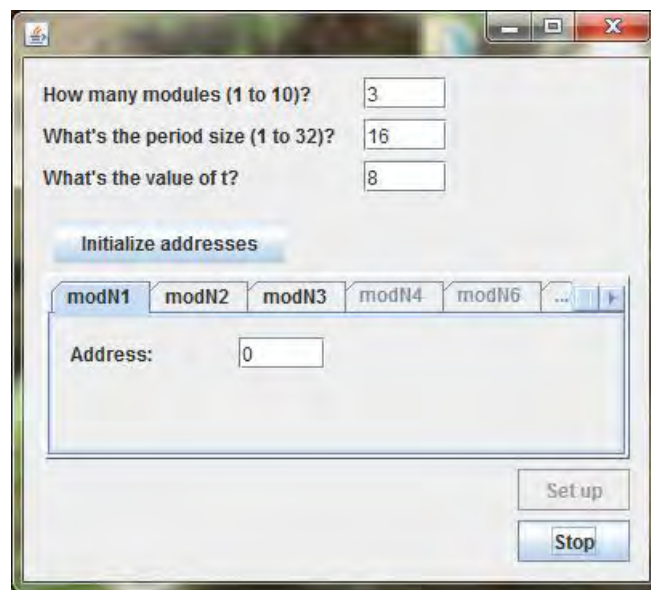 How many modules (1 to 10)? 3
What's the period size (1 to 32)? 16
What's the value of t? 8
Initialize addresses
modN1 modN2 modN3 modN4 modN6 ...
Address: 0
Set up
Stop